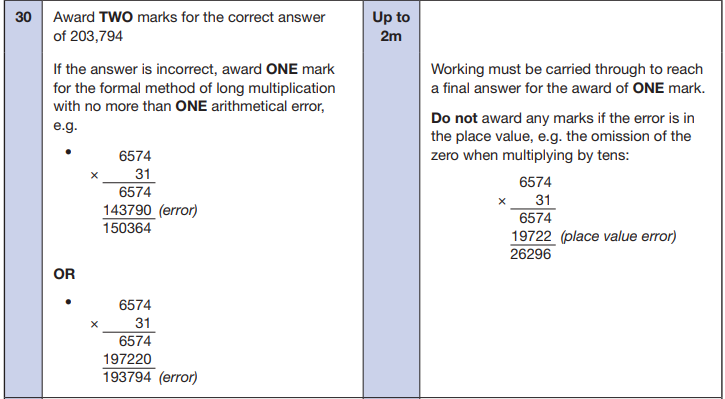 30 Award TWO marks for the correct answer
of 203,794
If the answer is incorrect, award ONE mark
for the formal method of long multiplication
with no more than ONE arithmetical error,
e.g.
• 6574
× 31
6574
143790 (error)
150364
OR
• 6574
× 31
6574
197220
193794 (error)
Up to
2m
Working must be carried through to reach
a final answer for the award of ONE mark.
Do not award any marks if the error is in
the place value, e.g. the omission of the
zero when multiplying by tens:
6574
× 31
6574
19722 (place value error)
26296